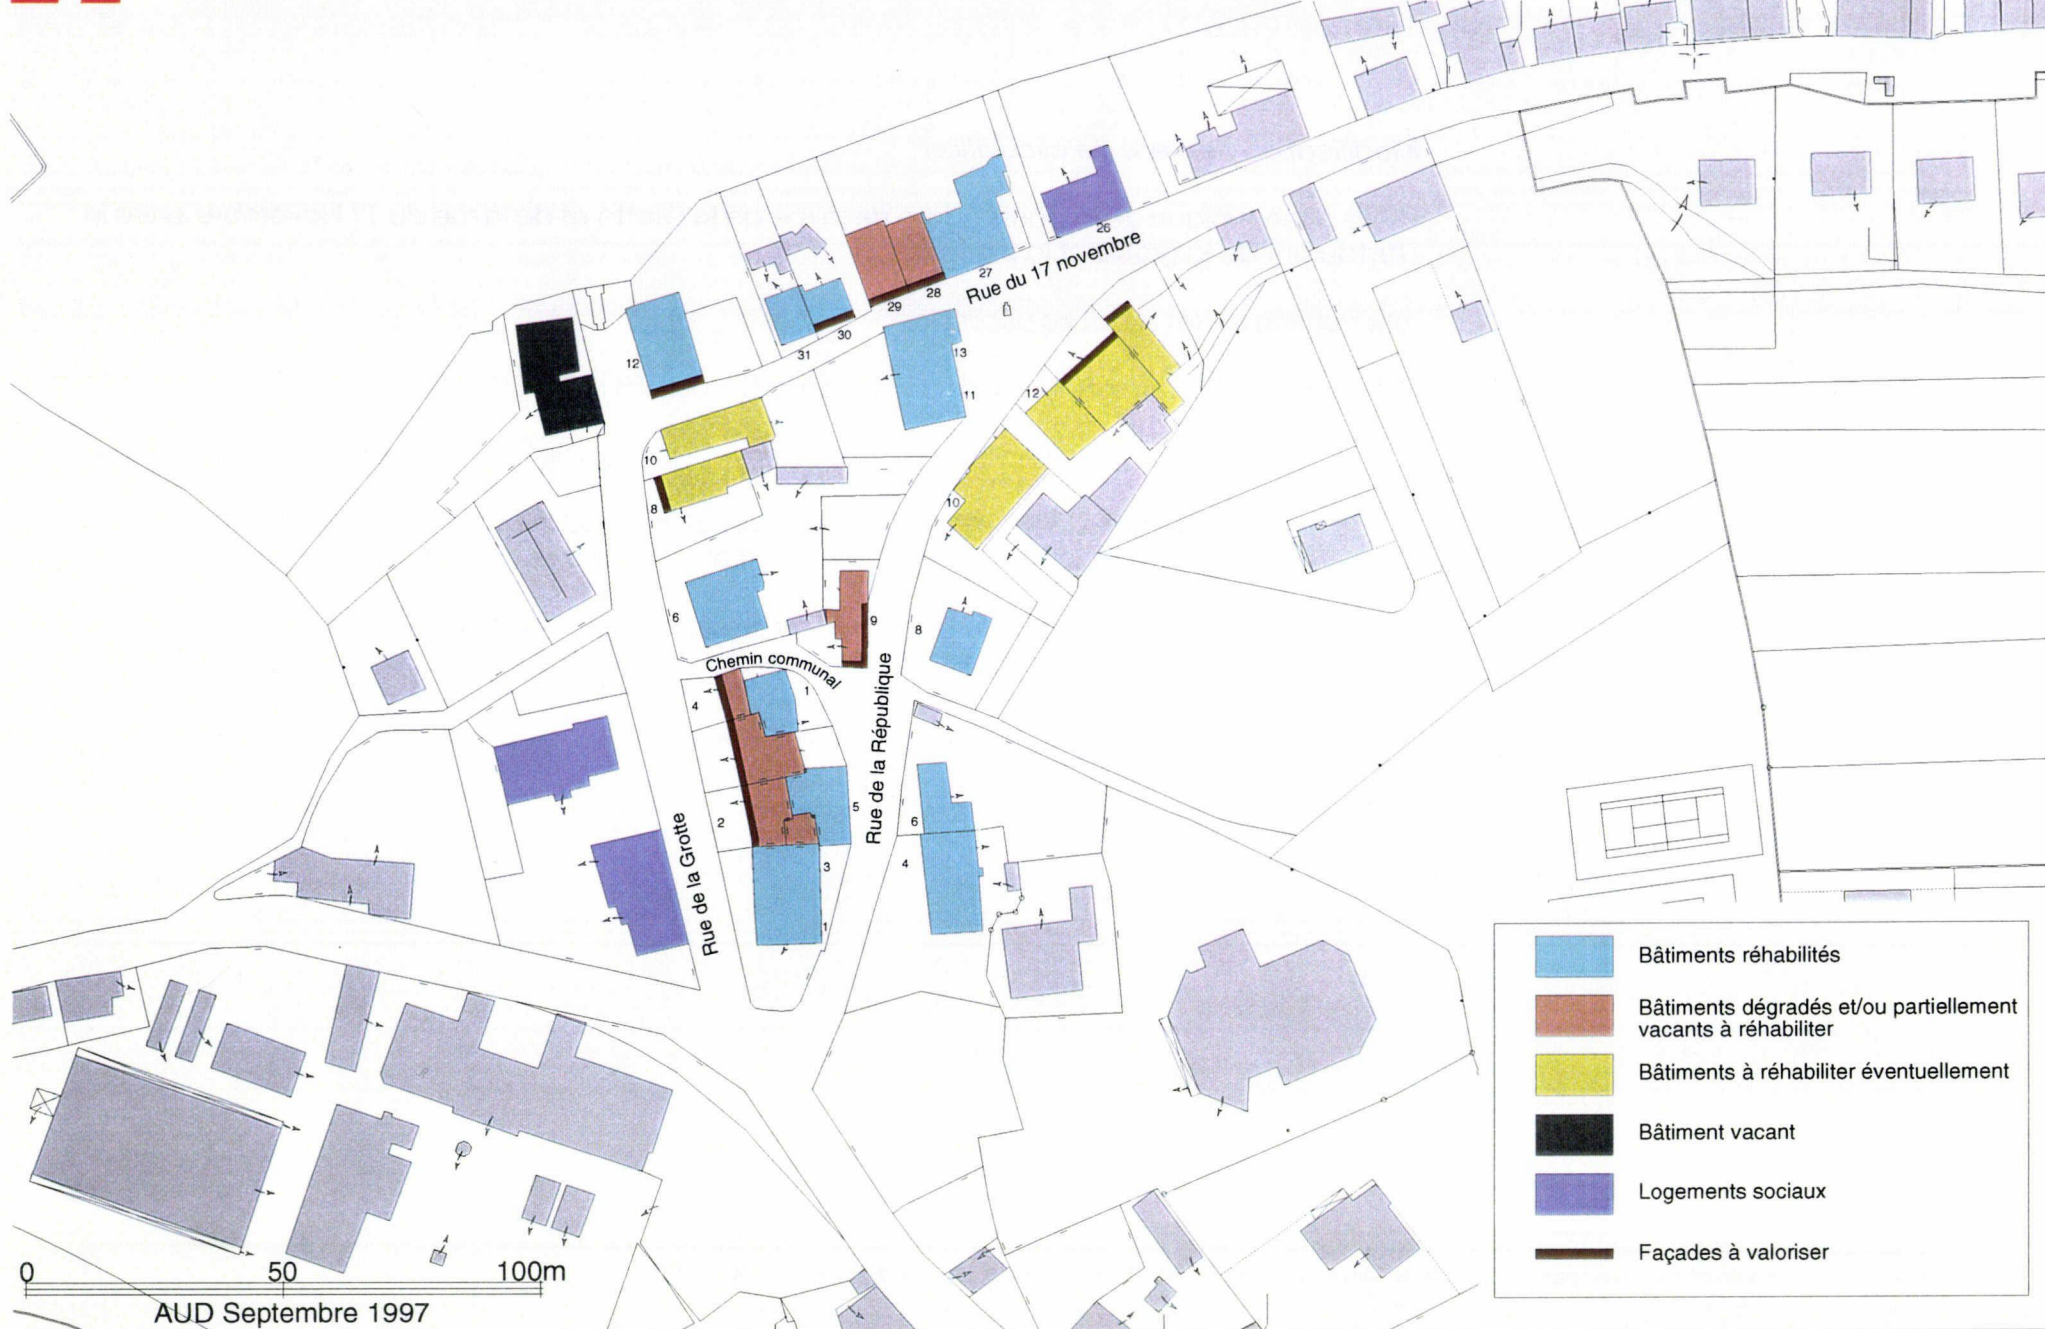 26
Rue du 17 novembre
27
28
29
30
31
12
13
11
12
10
8
10
6
9
8
Chemin communal
1
4
Rue de la République
2
5
6
3
4
Rue de la Grotte
1
Bâtiments réhabilités
Bâtiments dégradés et/ou partiellement
vacants à réhabiliter
Bâtiments à réhabiliter éventuellement
Bâtiment vacant
Logements sociaux
Façades à valoriser
0 50 100m
AUD Septembre 1997